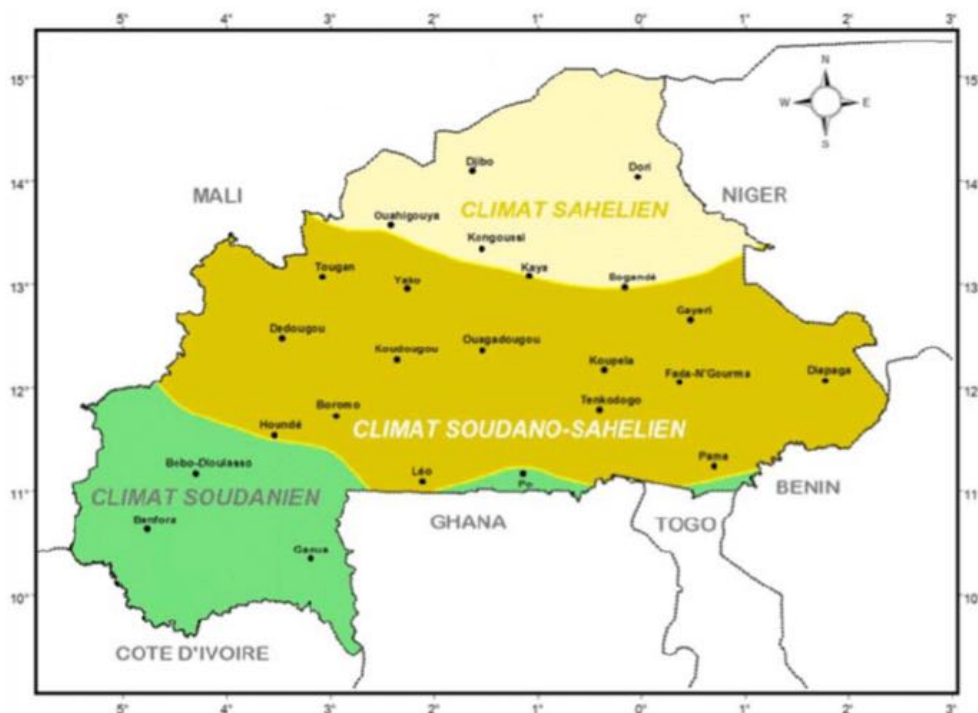 5° 4° 3° 2° 1° 0° 1° 2° 3°
N
W E
S
15° 15°
Djibo
Dori
14° 14°
MALI
NIGER
CLIMAT SAHELIEN
Ouahigouya
Kongoussi
Kaya
Tougan
Bogandé
13° 13°
Yako
Gayeri
Dedougou
Ouagadougou
Koudougou
Koupela
Fada-N'Gourma
Diapaga
12° 12°
Tenkodogo
Boromo
CLIMAT SOUDANO-SAHELIEN
Houndé
Pama
Bobo-Dioulasso
Léo
Po
BENIN
CLIMAT SOUDANIEN
11° 11°
GHANA
TOGO
Banfora
Gaoua
10° 10°
COTE D'IVOIRE
5° 4° 3° 2° 1° 0° 1° 2° 3°